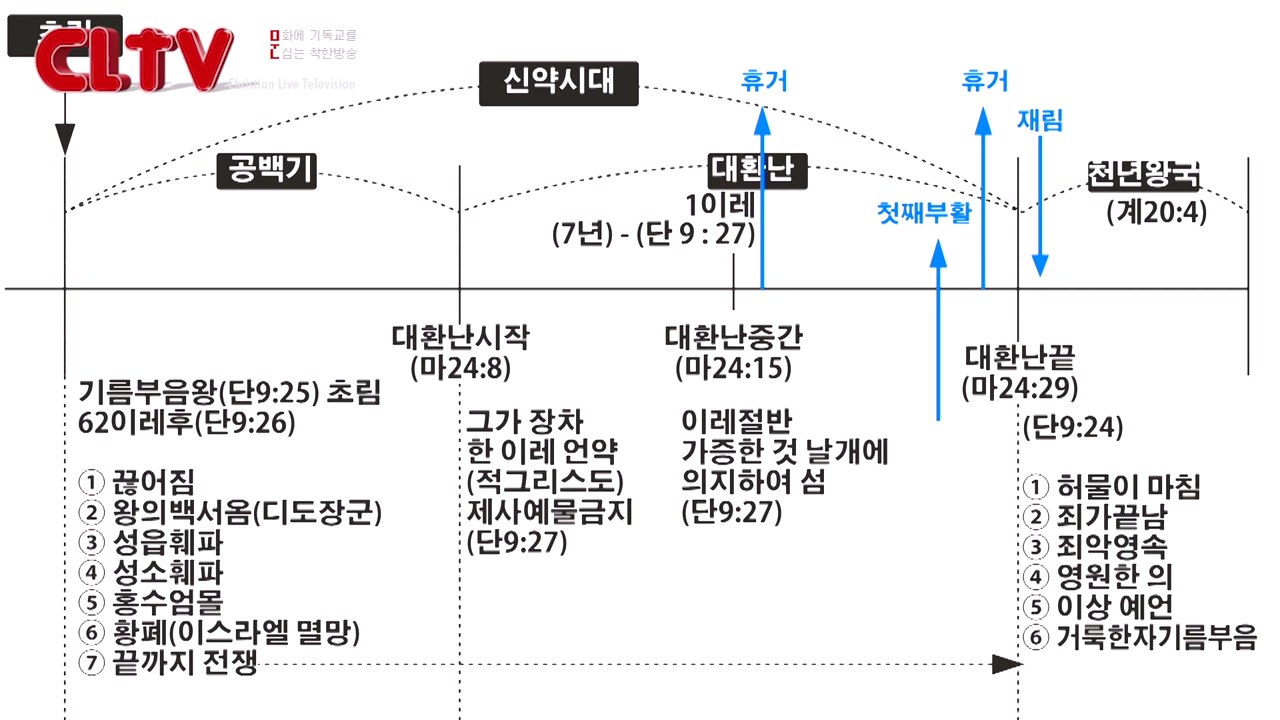 초림
CLTV
문화에 기독교를
심는 착한방송
Christian Live Television
신약시대
휴거
휴거
재림
공백기
대환난
천년왕국
1이레
(7년) - (단 9 : 27)
첫째부활
(계20:4)
대환난시작
(마24:8)
대환난중간
(마24:15)
대환난끝
(마24:29)
(단9:24)
기름부음왕(단9:25) 초림
62이레후(단9:26)
① 끊어짐
② 왕의백서옴(디도장군)
③ 성읍훼파
④ 성소훼파
⑤ 홍수엄몰
⑥ 황폐(이스라엘 멸망)
⑦ 끝까지 전쟁
그가 장차
한 이레 언약
(적그리스도)
제사예물금지
(단9:27)
이레절반
가증한 것 날개에
의지하여 섬
(단9:27)
① 허물이 마침
② 죄가끝남
③ 죄악영속
④ 영원한 의
⑤ 이상 예언
⑥ 거룩한자기름부음